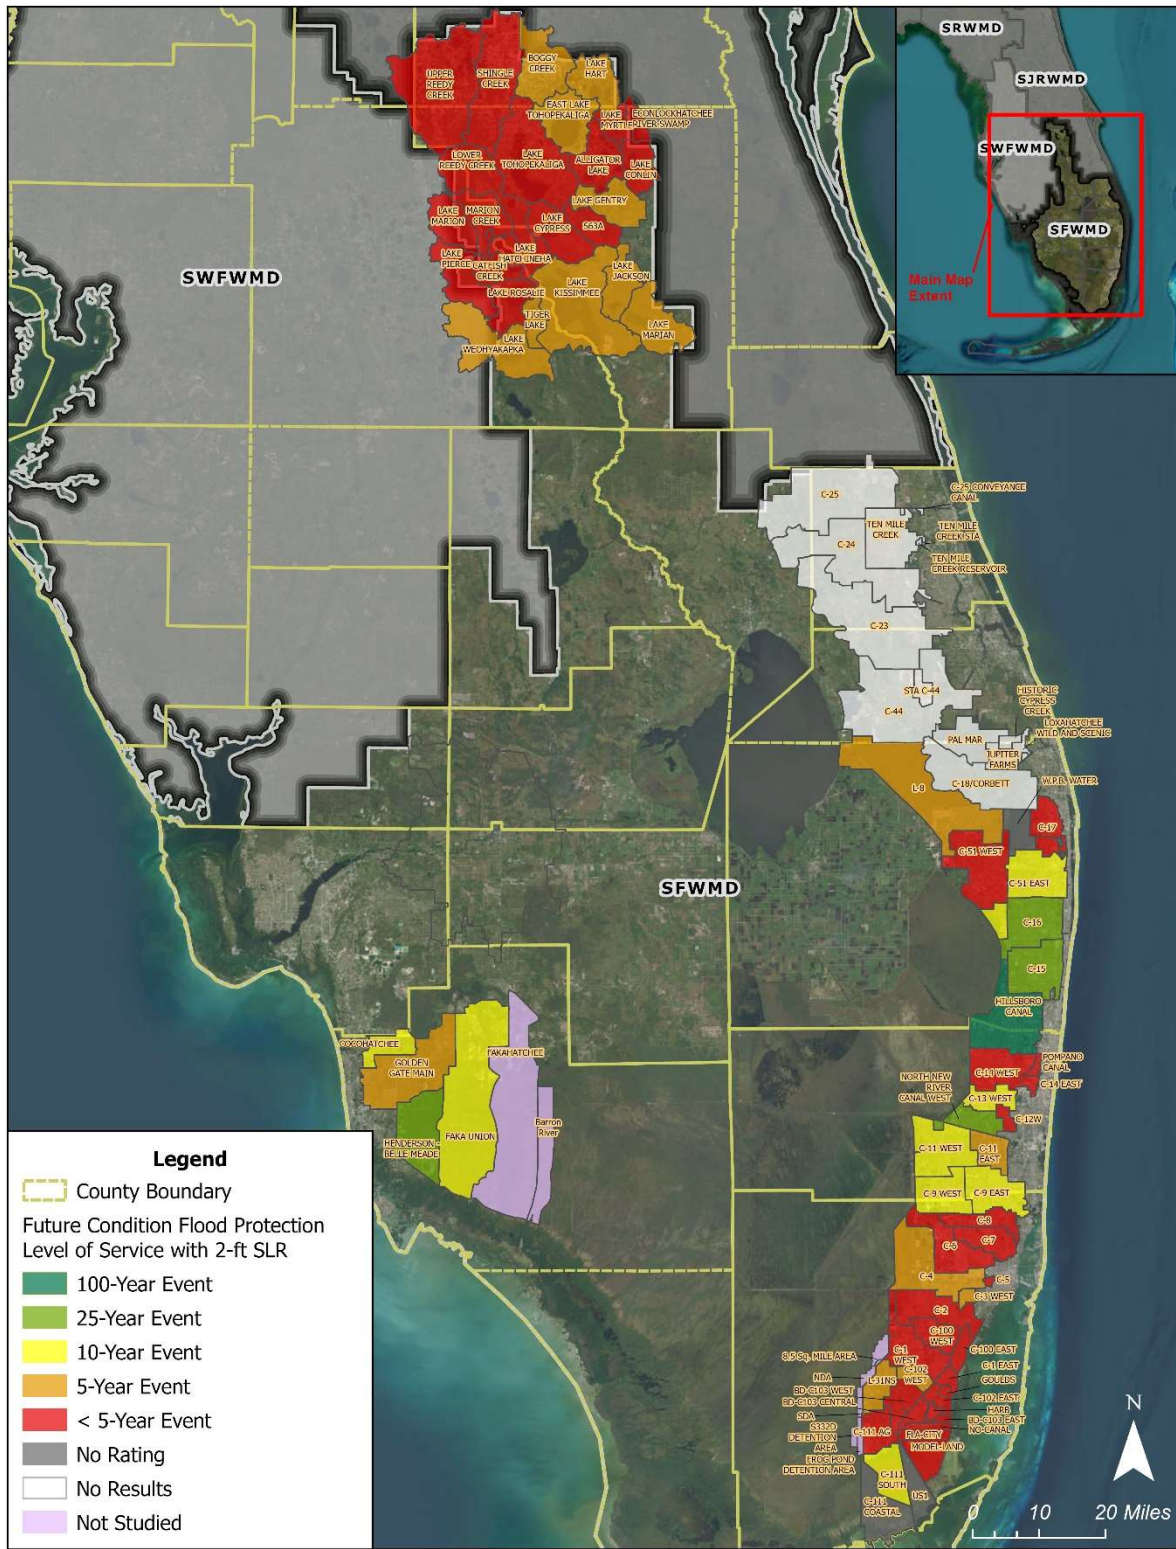 SRWMD
SJRWMD
SWFWMD
SFWMD
Main Map
Extent
UPPER
REEDY
CREEK
SHINGLE
CREEK
BOGGY
CREEK
LAKE
HART
EAST LAKE
TOHOPEKALIGA
LAKE
MYRTLE
ECONLOCKHATCHEE
RIVER SWAMP
LOWER
REEDY CREEK
LAKE
TOHOPEKALIGA
ALLIGATOR
LAKE
LAKE
CONLIN
LAKE GENTRY
LAKE
MARION
MARION
CREEK
LAKE
CYPRESS
S63A
LAKE
HATCHINEHA
LAKE
PIERCE
CATFISH
CREEK
LAKE
JACKSON
LAKE
KISSIMMEE
LAKE ROSALIE
TIGER
LAKE
LAKE
MARIAN
LAKE
WEOHYAKAPKA
SWFWMD
C-25
C-25 CONVEYANCE
CANAL
TEN MILE
CREEK
TEN MILE
CREEK STA
C-24
TEN MILE
CREEK RESERVOIR
C-23
STA C-44
C-44
HISTORIC
CYPRESS
CREEK
LOXAHATCHEE
WILD AND SCENIC
PAL MAR
JUPITER
FARMS
C-18/CORBETT
W.P.B. WATER
L-8
C-17
C-51 WEST
C-51 EAST
SFWMD
C-16
C-15
HILLSBORO
CANAL
COCOHATCHEE
GOLDEN
GATE MAIN
FAKAHATCHEE
HENDERSON -
BELLE MEADE
FAKA UNION
Barron
River
POMPANO
CANAL
C-14 WEST
C-14 EAST
NORTH NEW
RIVER
CANAL WEST
C-13 WEST
C-12W
C-11 WEST
C-11
EAST
C-9 WEST
C-9 EAST
C-8
C-7
C-6
C-5
C-4
C-3 WEST
C-2
C-100
WEST
C-100 EAST
8.5 Sq. MILE AREA
C-1
WEST
C-1 EAST
C-102
WEST
GOULDS
NDA
L-31NS
BD-C103 WEST
BD-C103 CENTRAL
C-102 EAST
HARB
SDA
BD-C103 EAST
NO-CANAL
S332D
DETENTION
AREA
C-111 AG
FLA-CITY
MODEL-LAND
FROG POND
DETENTION AREA
C-111
SOUTH
US1
C-111
COASTAL
Legend
County Boundary
Future Condition Flood Protection
Level of Service with 2-ft SLR
100-Year Event
25-Year Event
10-Year Event
5-Year Event
< 5-Year Event
No Rating
No Results
Not Studied
N
0 10 20 Miles